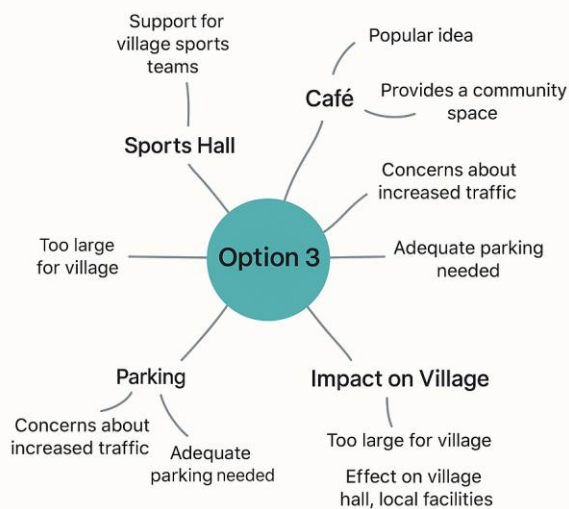 Support for
village sports
teams
Sports Hall
Popular idea
Café
Provides a community
space
Concerns about
increased traffic
Too large
for village
Option 3
Adequate parking
needed
Parking
Concerns about
increased traffic
Adequate
parking needed
Impact on Village
Too large for village
Effect on village
hall, local facilities